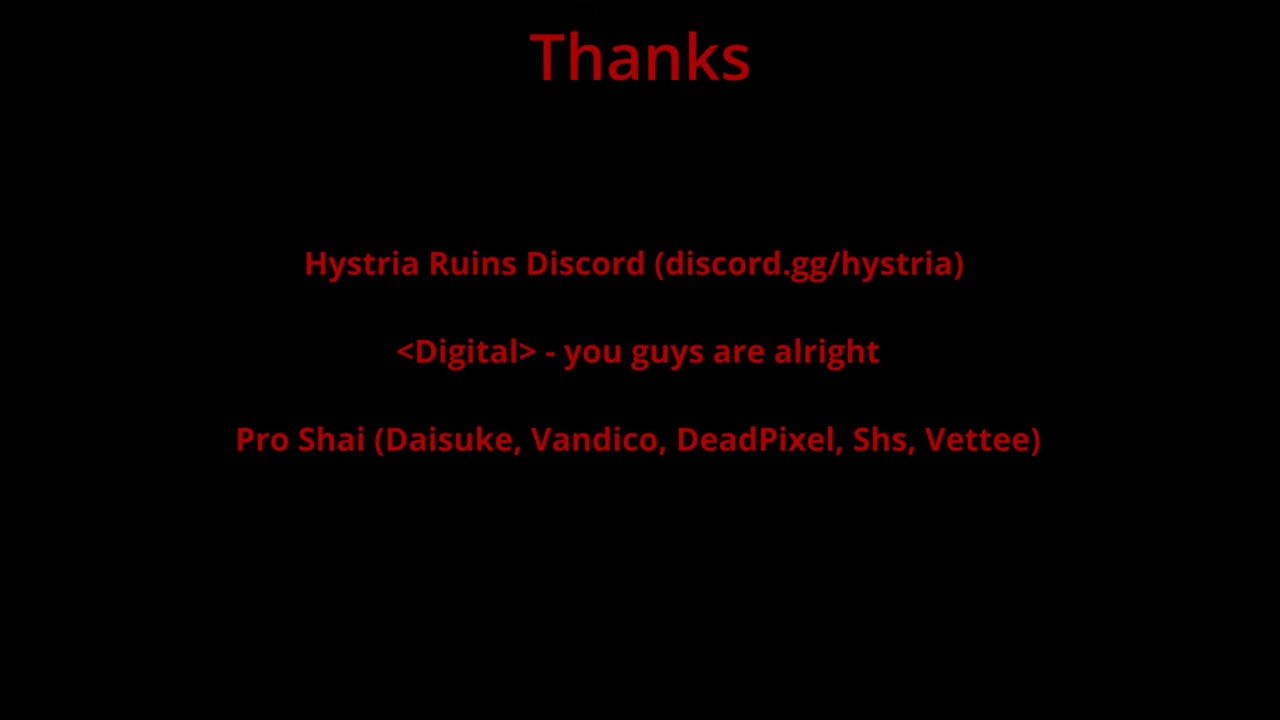 Thanks
Hystria Ruins Discord (discord.gg/hystria)
<Digital> - you guys are alright
Pro Shai (Daisuke, Vandico, DeadPixel, Shs, Vettee)